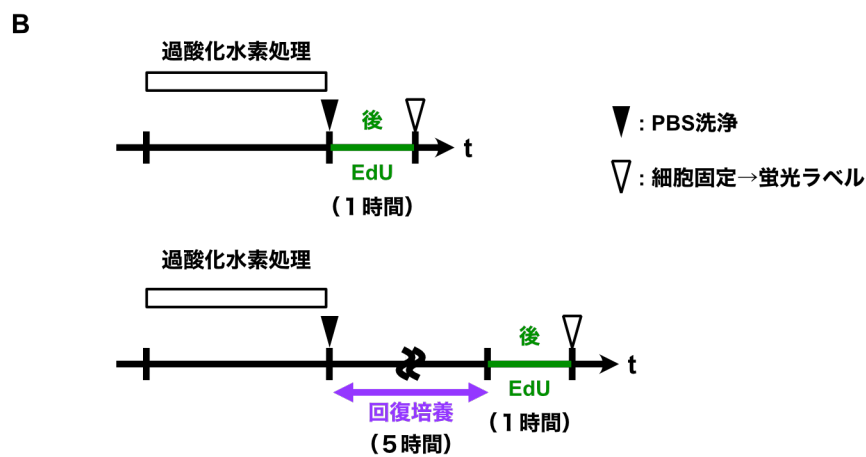 B
過酸化水素処理
後
t
EdU
(1時間)
: PBS洗浄
: 細胞固定→蛍光ラベル
過酸化水素処理
後
t
EdU
回復培養
(1時間)
(5時間)